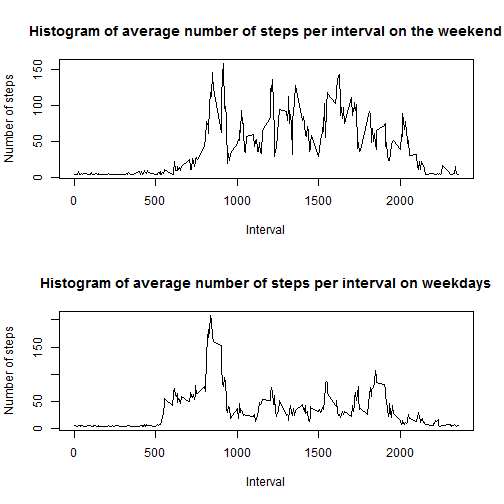 Histogram of average number of steps per interval on the weekend
Number of steps
150
100
50
0
0 500 1000 1500 2000
Interval
Histogram of average number of steps per interval on weekdays
Number of steps
150
50
0
0 500 1000 1500 2000
Interval